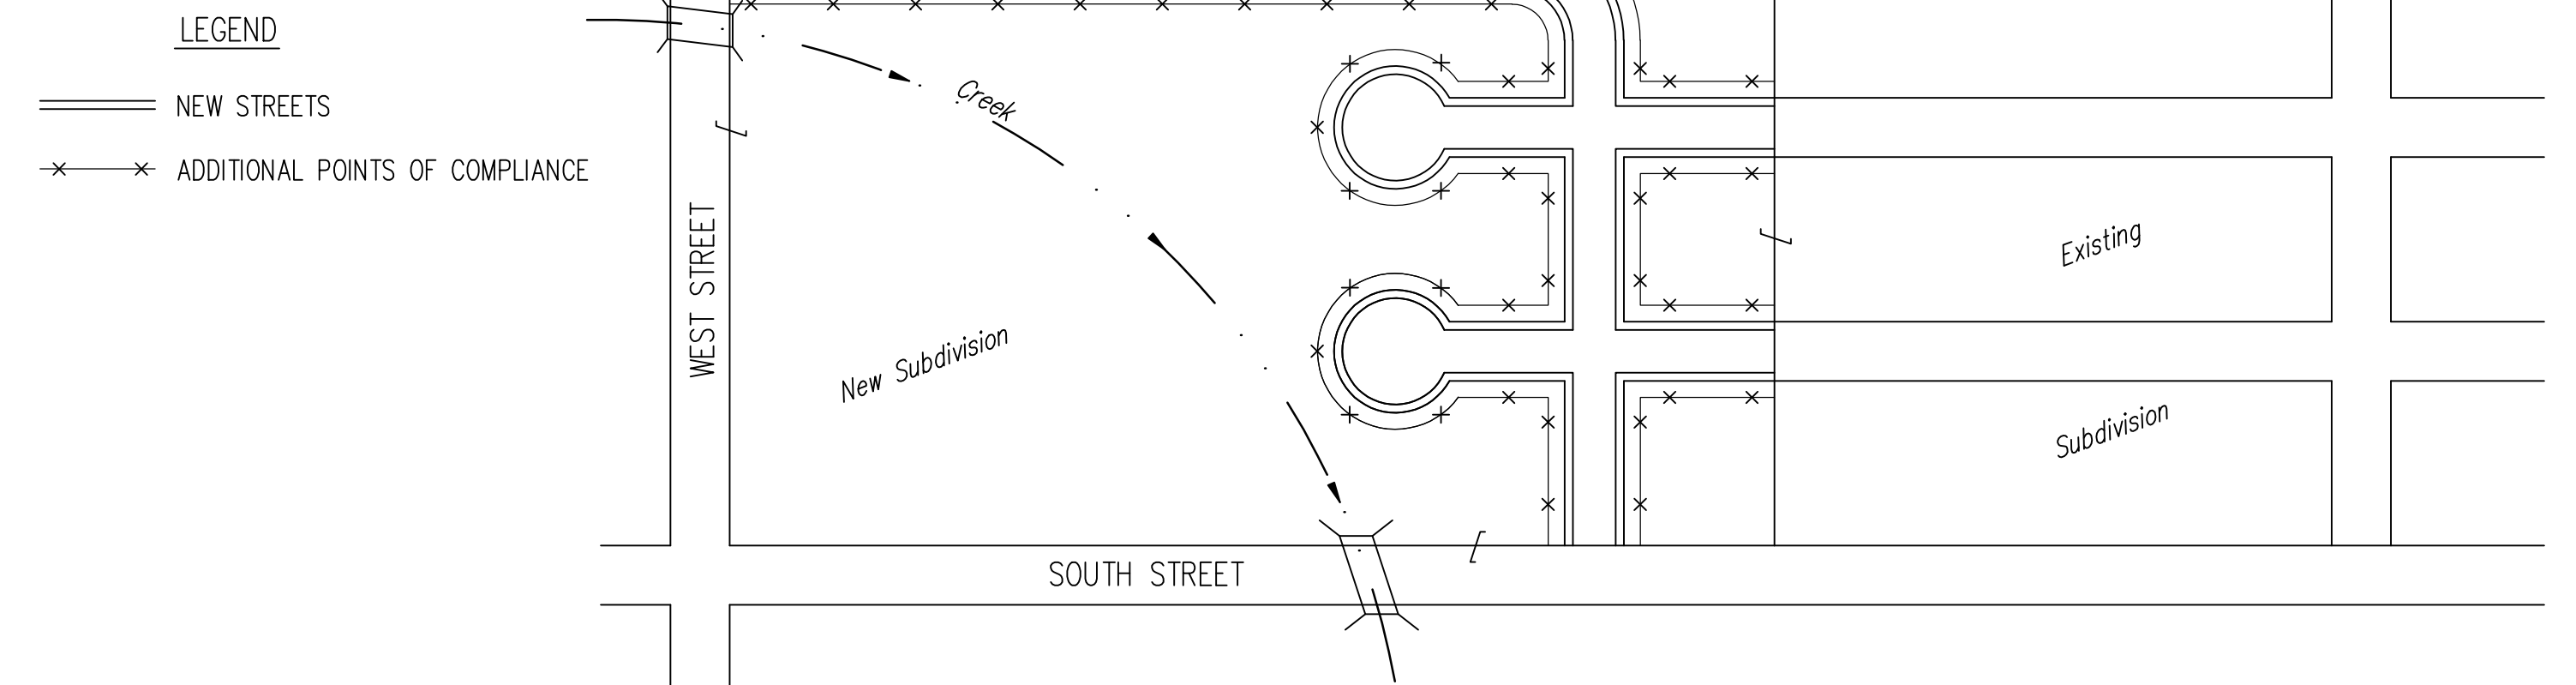 LEGEND
NEW STREETS
ADDITIONAL POINTS OF COMPLIANCE
Creek
WEST STREET
New Subdivision
Existing
Subdivision
SOUTH STREET